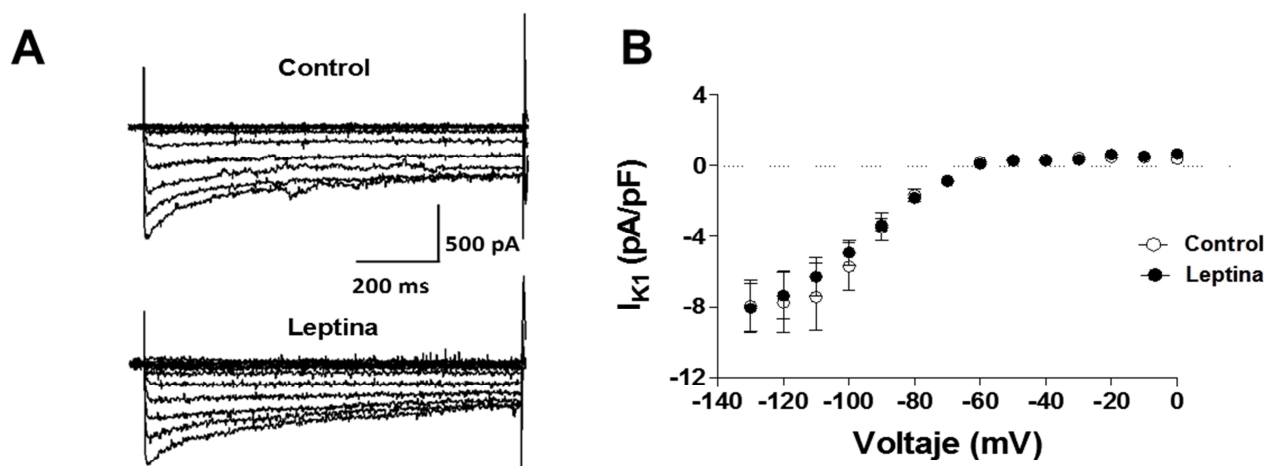 A
Control
500 pA
200 ms
Leptina
B
4
0
-4
-8
-12
I_K1 (pA/pF)
-140 -120 -100 -80 -60 -40 -20 0
Voltaje (mV)
Control
Leptina